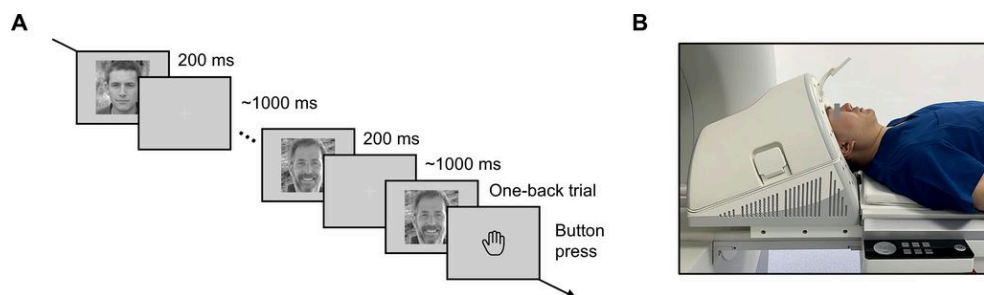 A
200 ms
~1000 ms
200 ms
~1000 ms
One-back trial
Button
press
B